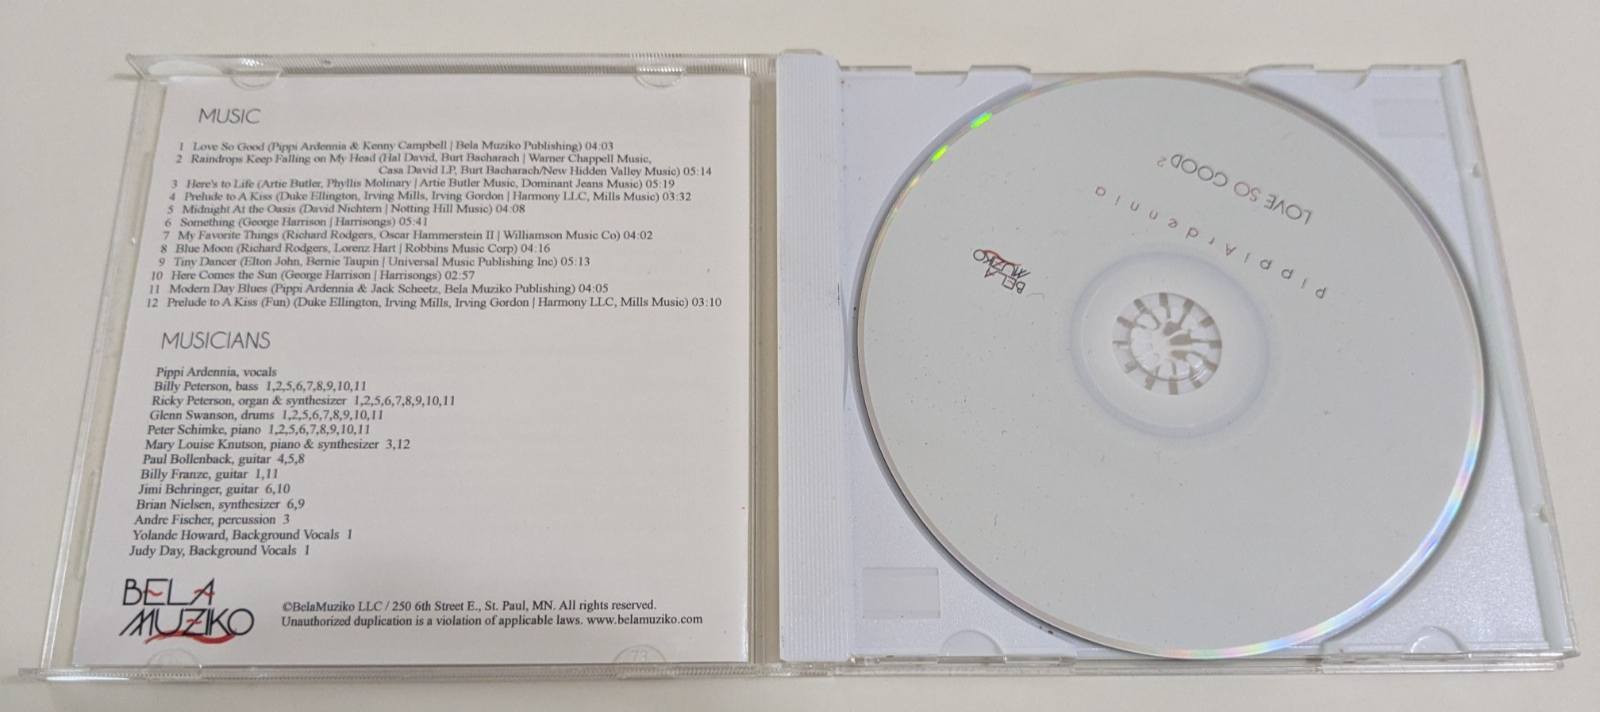 MUSIC
1 Love So Good (Pippi Ardennia & Kenny Campbell | Bela Muziko Publishing) 04:03
2 Raindrops Keep Falling on My Head (Hal David, Burt Bacharach | Warner Chappell Music,
Casa David LP, Burt Bacharach/New Hidden Valley Music) 05:14
3 Here's to Life (Artie Butler, Phyllis Molinary | Artie Butler Music, Dominant Jeans Music) 05:19
4 Prelude to A Kiss (Duke Ellington, Irving Mills, Irving Gordon | Harmony LLC, Mills Music) 03:32
5 Midnight At the Oasis (David Nichtern | Notting Hill Music) 04:08
6 Something (George Harrison | Harrisongs) 05:41
7 My Favorite Things (Richard Rodgers, Oscar Hammerstein II | Williamson Music Co) 04:02
8 Blue Moon (Richard Rodgers, Lorenz Hart | Robbins Music Corp) 04:16
9 Tiny Dancer (Elton John, Bernie Taupin | Universal Music Publishing Inc) 05:13
10 Here Comes the Sun (George Harrison | Harrisongs) 02:57
11 Modern Day Blues (Pippi Ardennia & Jack Scheetz, Bela Muziko Publishing) 04:05
12 Prelude to A Kiss (Fun) (Duke Ellington, Irving Mills, Irving Gordon | Harmony LLC, Mills Music) 03:10
MUSICIANS
Pippi Ardennia, vocals
Billy Peterson, bass 1,2,5,6,7,8,9,10,11
Ricky Peterson, organ & synthesizer 1,2,5,6,7,8,9,10,11
Glenn Swanson, drums 1,2,5,6,7,8,9,10,11
Peter Schimke, piano 1,2,5,6,7,8,9,10,11
Mary Louise Knutson, piano & synthesizer 3,12
Paul Bollenback, guitar 4,5,8
Billy Franze, guitar 1,11
Jimi Behringer, guitar 6,10
Brian Nielsen, synthesizer 6,9
Andre Fischer, percussion 3
Yolande Howard, Background Vocals 1
Judy Day, Background Vocals 1
BELA
MUZIKO
©BelaMuziko LLC / 250 6th Street E., St. Paul, MN. All rights reserved.
Unauthorized duplication is a violation of applicable laws. www.belamuziko.com
73
PippiArdennia
LOVE SO GOOD²
BELA
MUZIKO